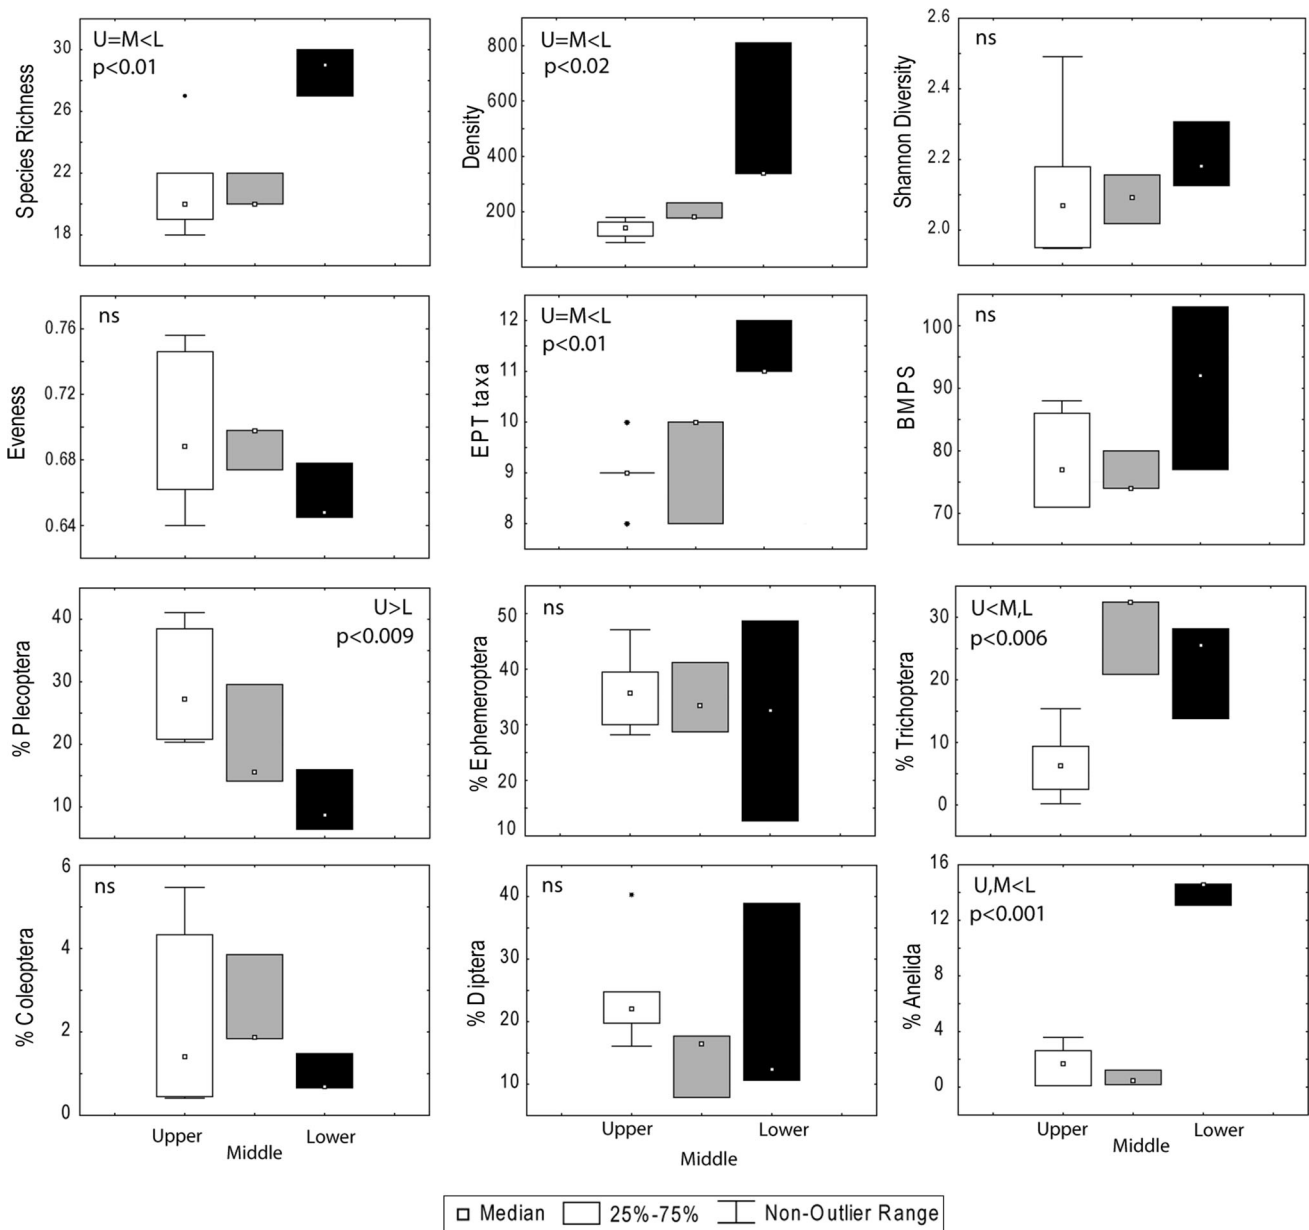 Species Richness
30
26
22
18
U=M<L
p<0.01
Density
800
600
400
200
U=M<L
p<0.02
Shannon Diversity
2.6
2.4
2.2
2.0
ns
Eveness
0.76
0.72
0.68
0.64
ns
EPT taxa
12
11
10
9
8
U=M<L
p<0.01
BMPS
100
90
80
70
ns
% Plecoptera
40
30
20
10
U>L
p<0.009
% Ephemeroptera
50
40
30
20
10
ns
% Trichoptera
30
20
10
0
U<M,L
p<0.006
% Coleoptera
6
4
2
0
ns
Upper
Middle
Lower
% Diptera
40
30
20
10
ns
Upper
Middle
Lower
% Anelida
16
12
8
4
0
U,M<L
p<0.001
Upper
Middle
Lower
Median 25%-75% Non-Outlier Range